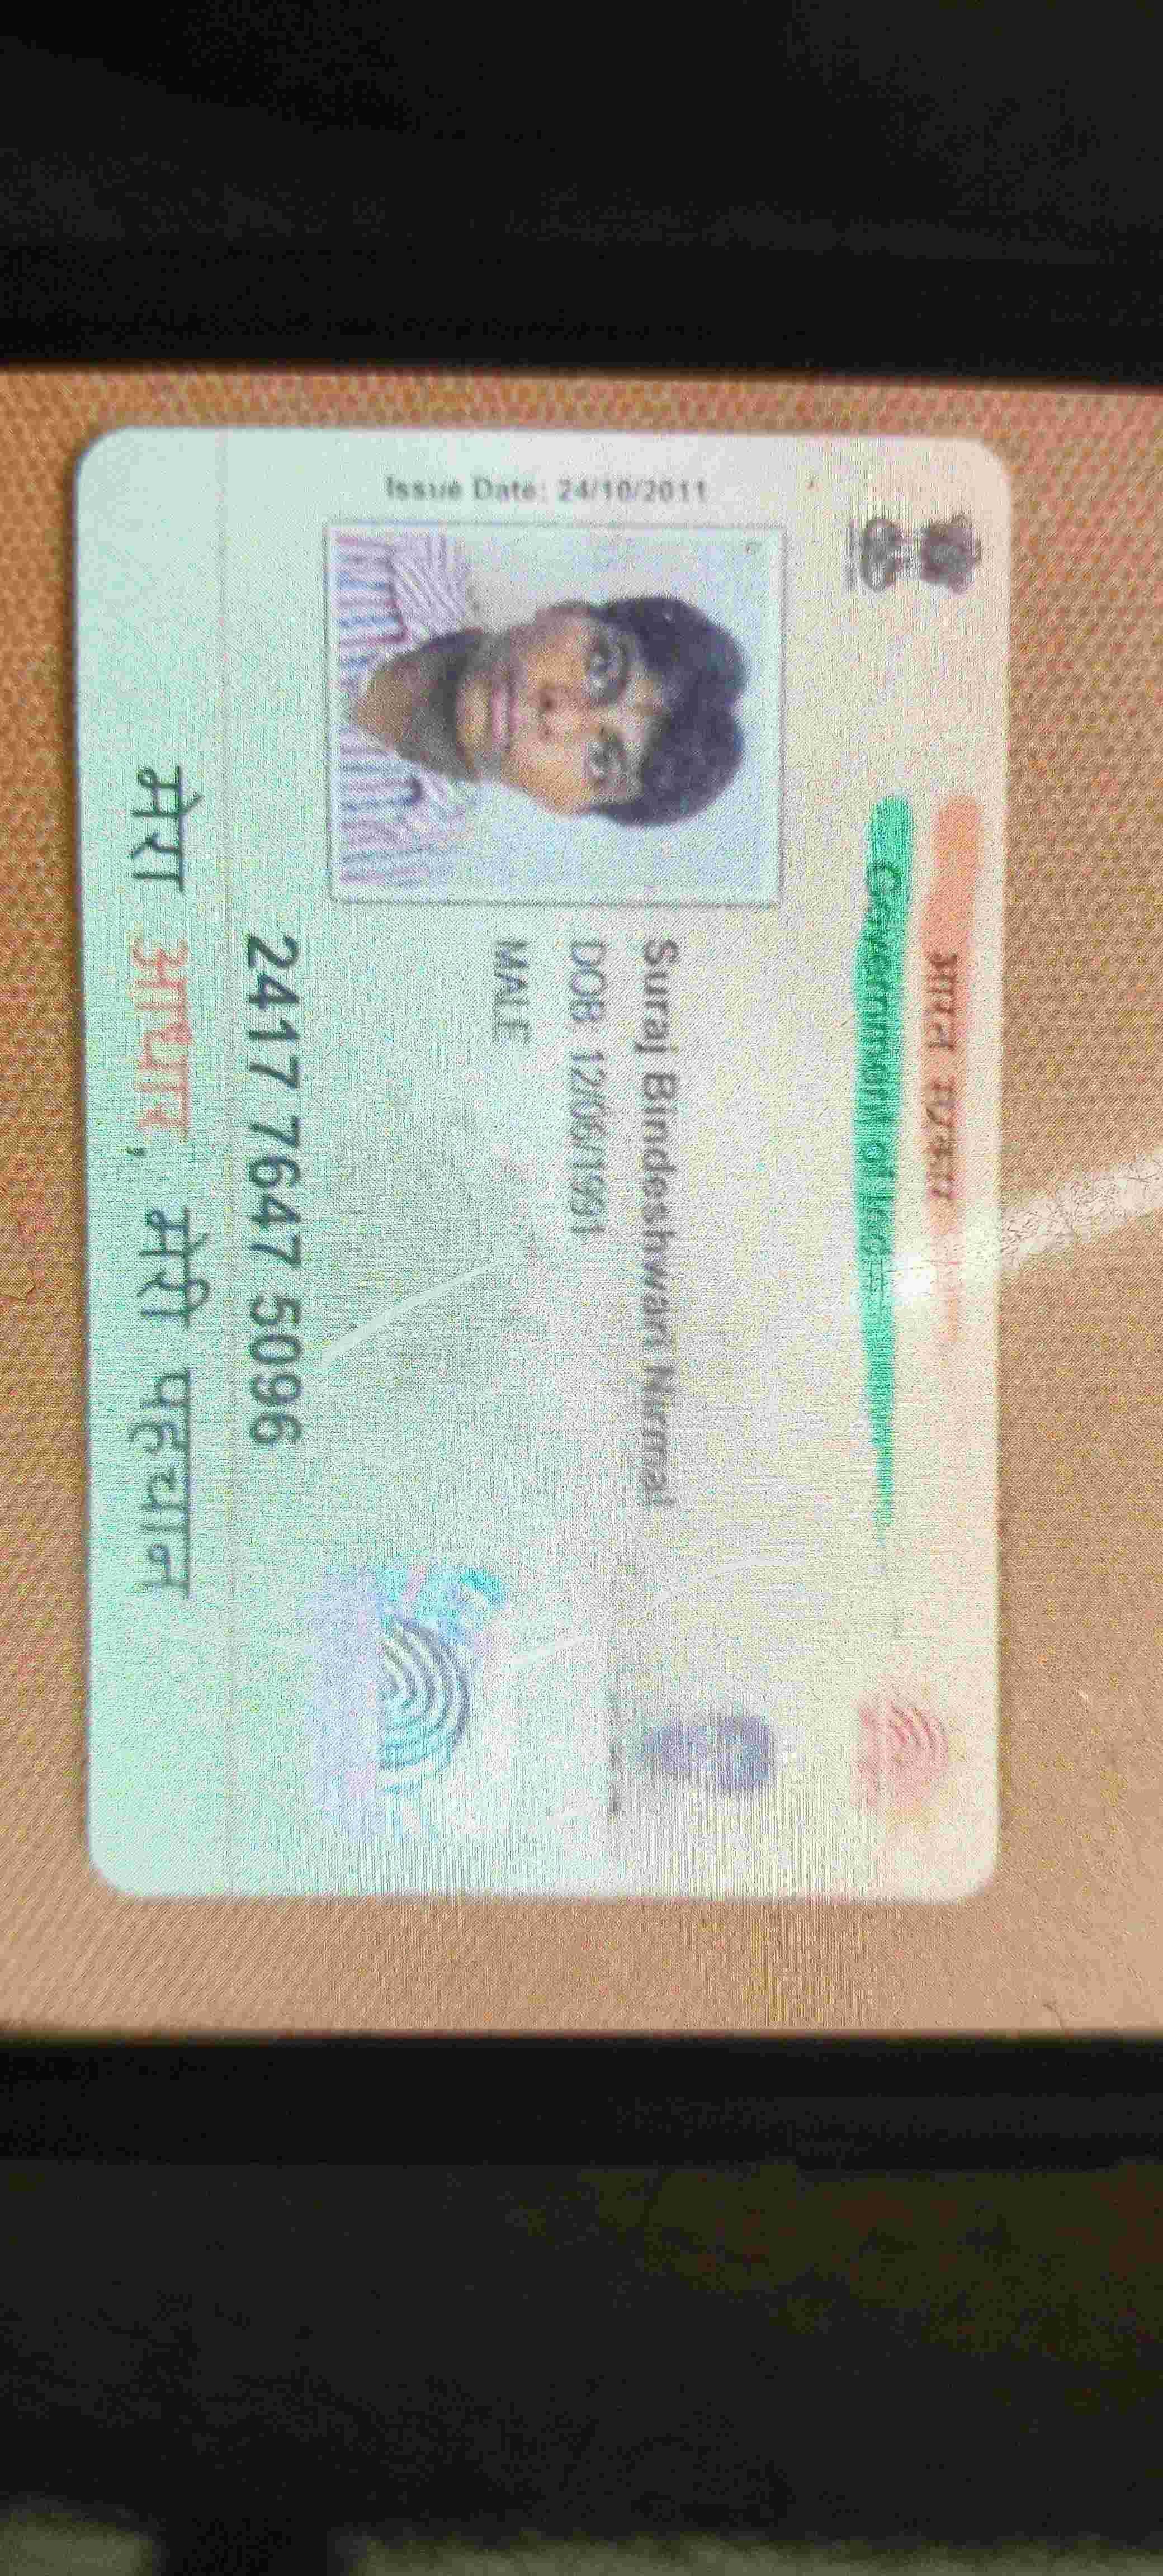 भारत सरकार
Government of India
Issue Date: 24/10/2011
Suraj Bindeshwari Nirmal
DOB: 12/06/1991
MALE
2417 7647 5096
मेरा आधार, मेरी पहचान